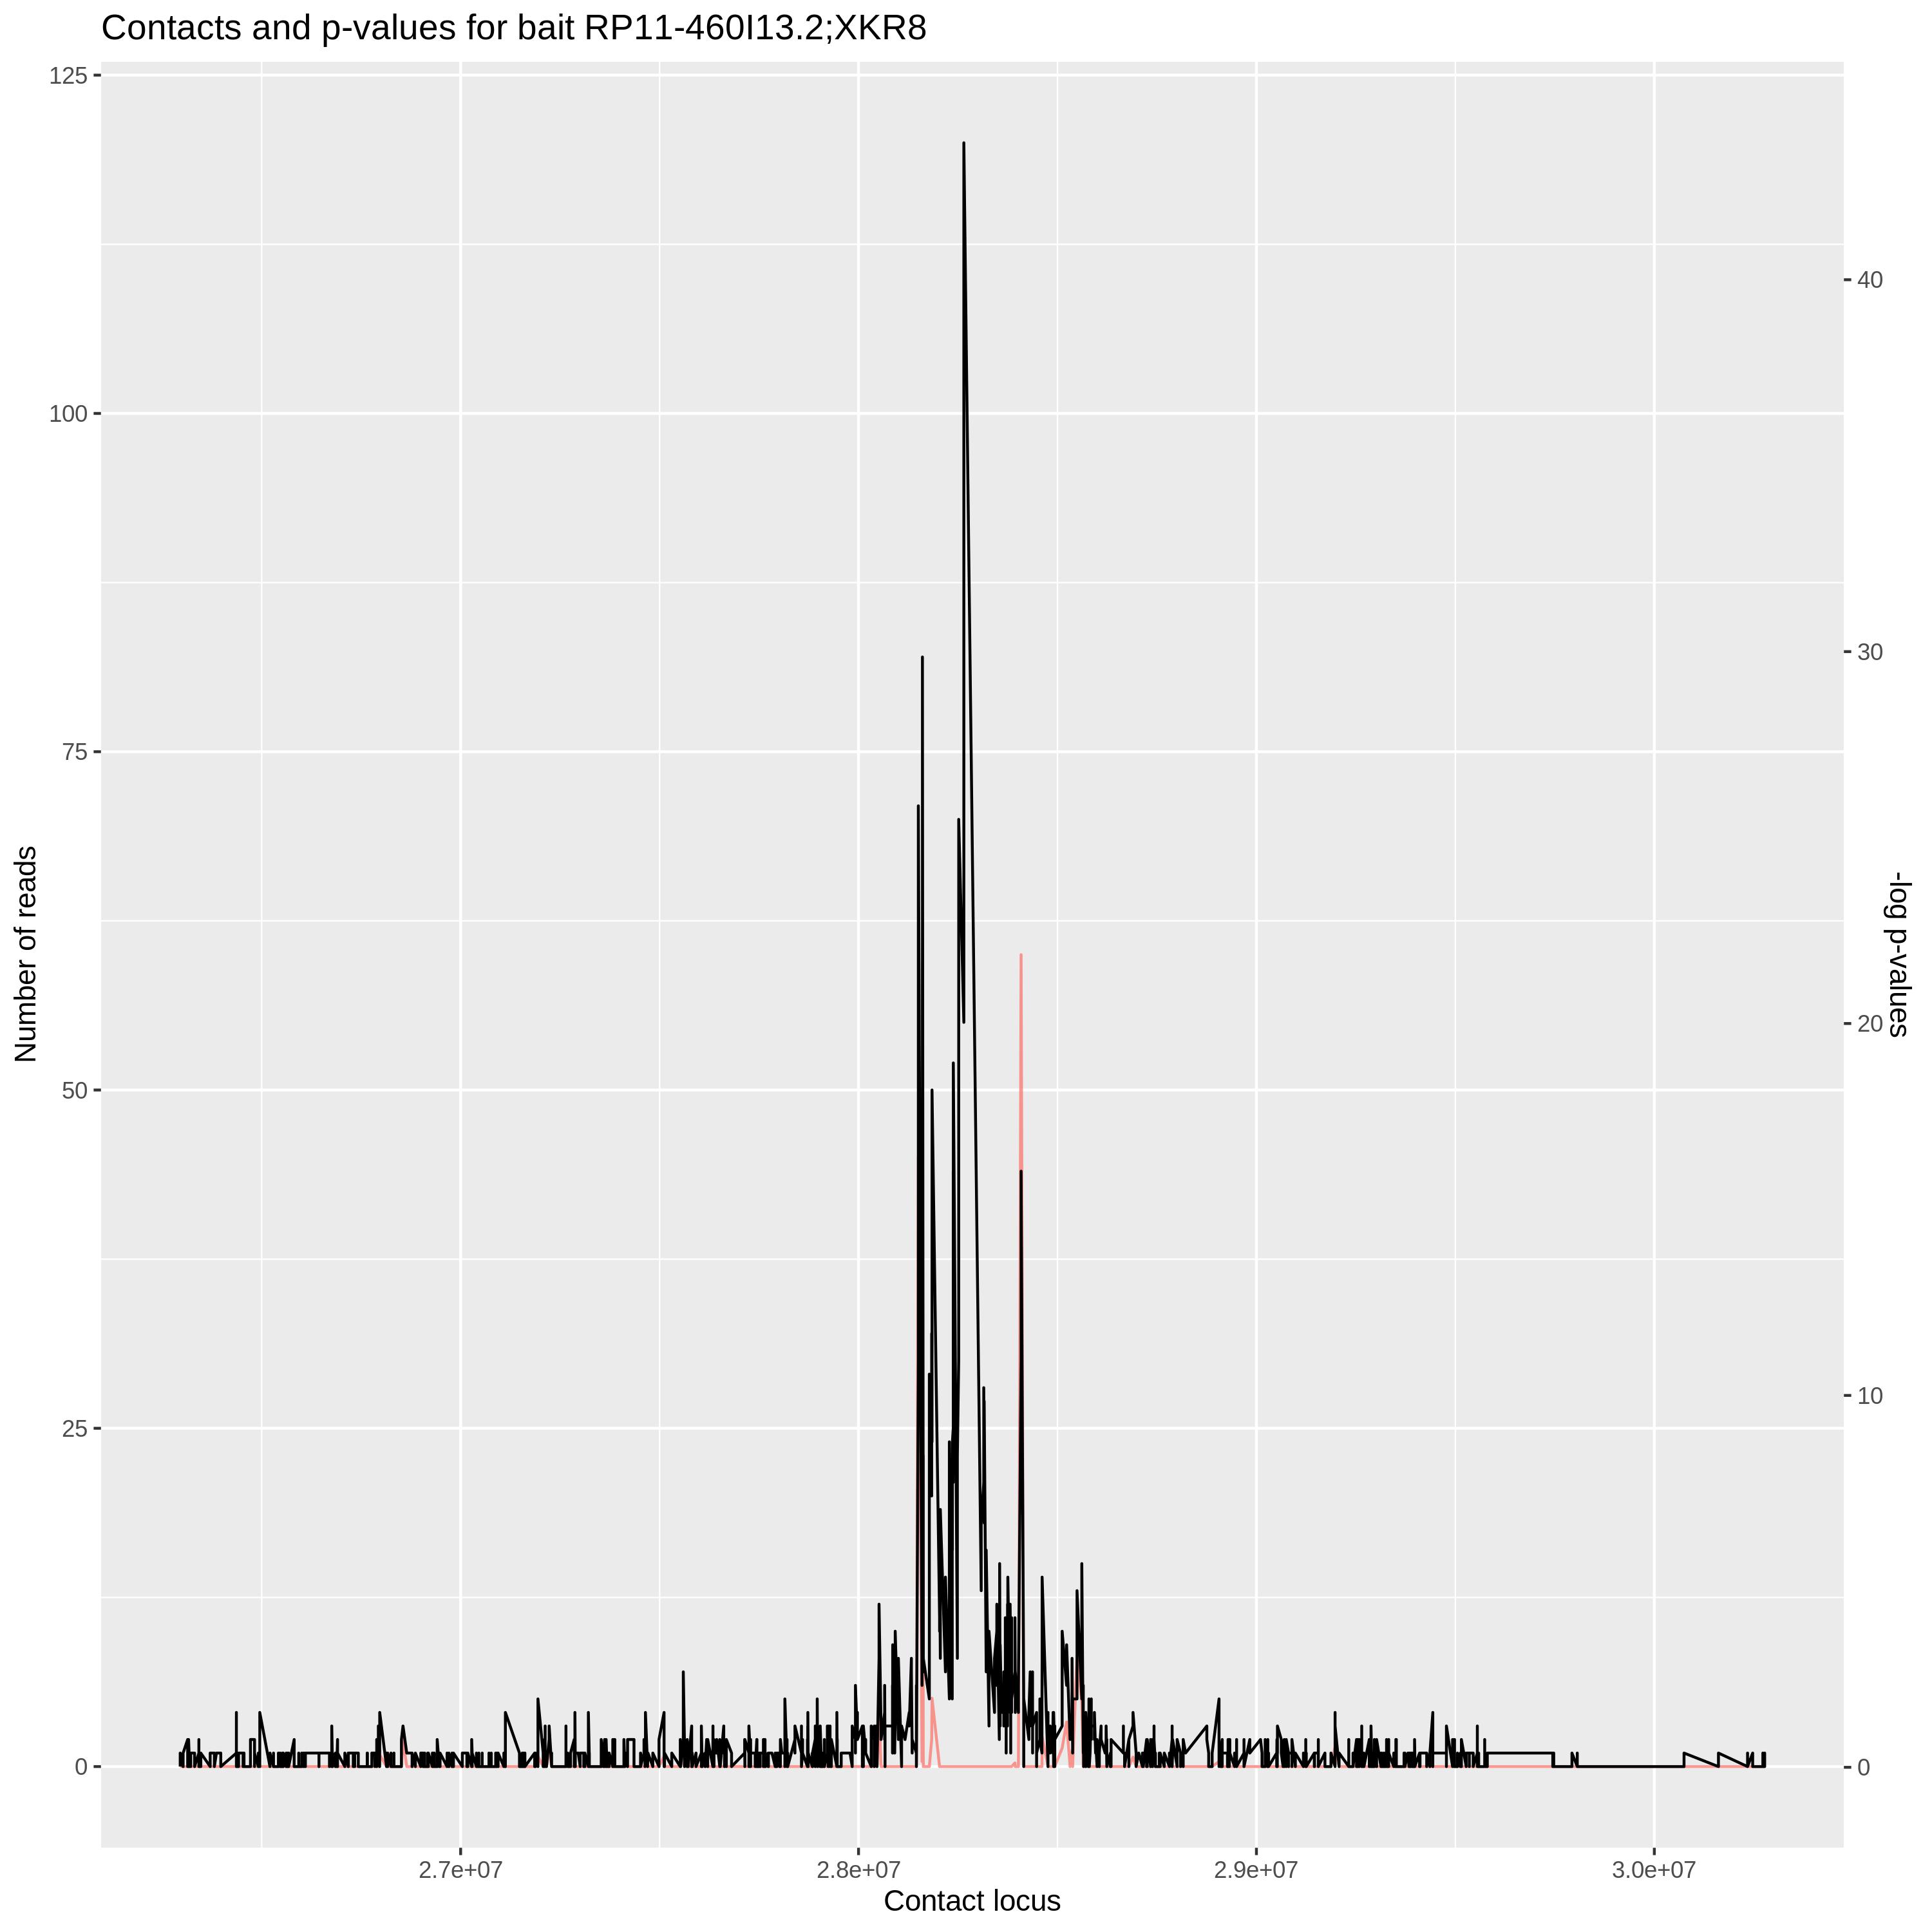 Contacts and p-values for bait RP11-460I13.2;XKR8
125
100
75
50
25
0
40
30
20
10
0
Number of reads
-log p-values
2.7e+07
2.8e+07
2.9e+07
3.0e+07
Contact locus